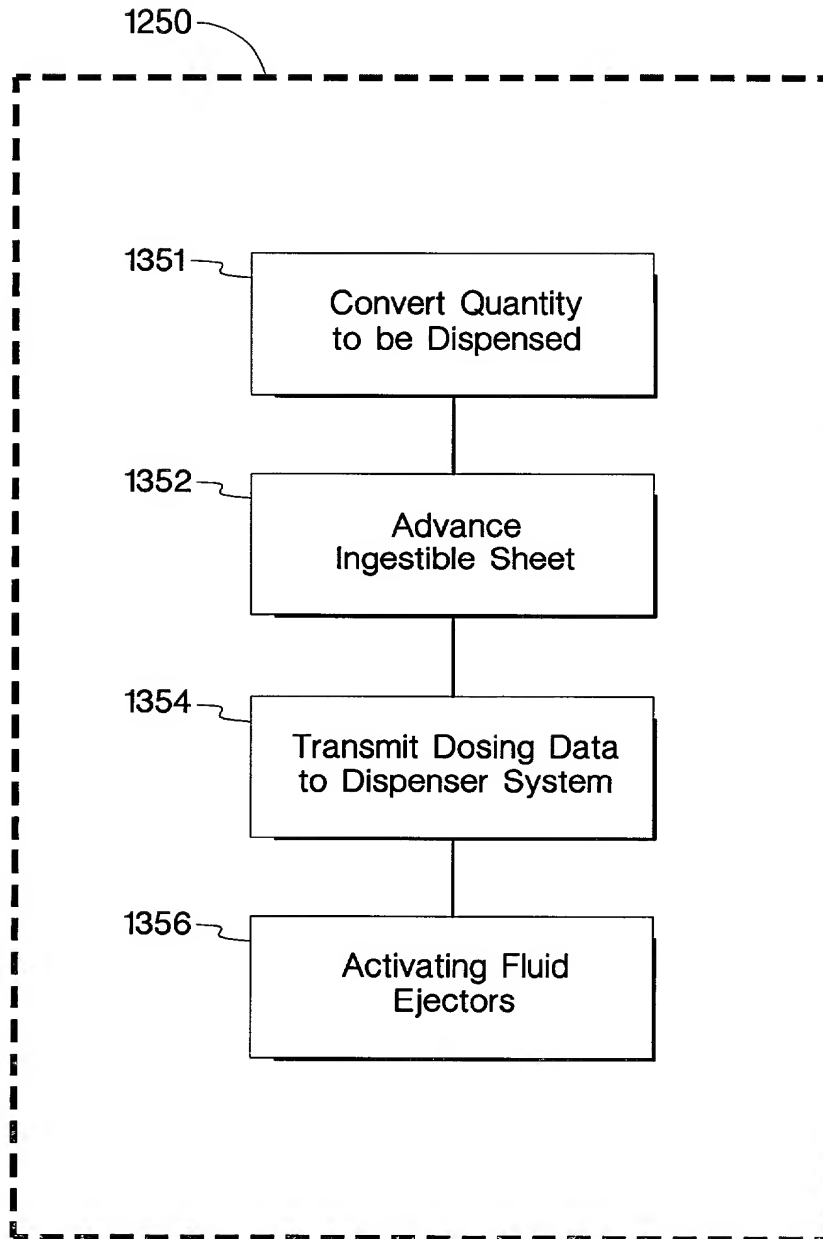 1250
1351
Convert Quantity
to be Dispensed
1352
Advance
Ingestible Sheet
1354
Transmit Dosing Data
to Dispenser System
1356
Activating Fluid
Ejectors